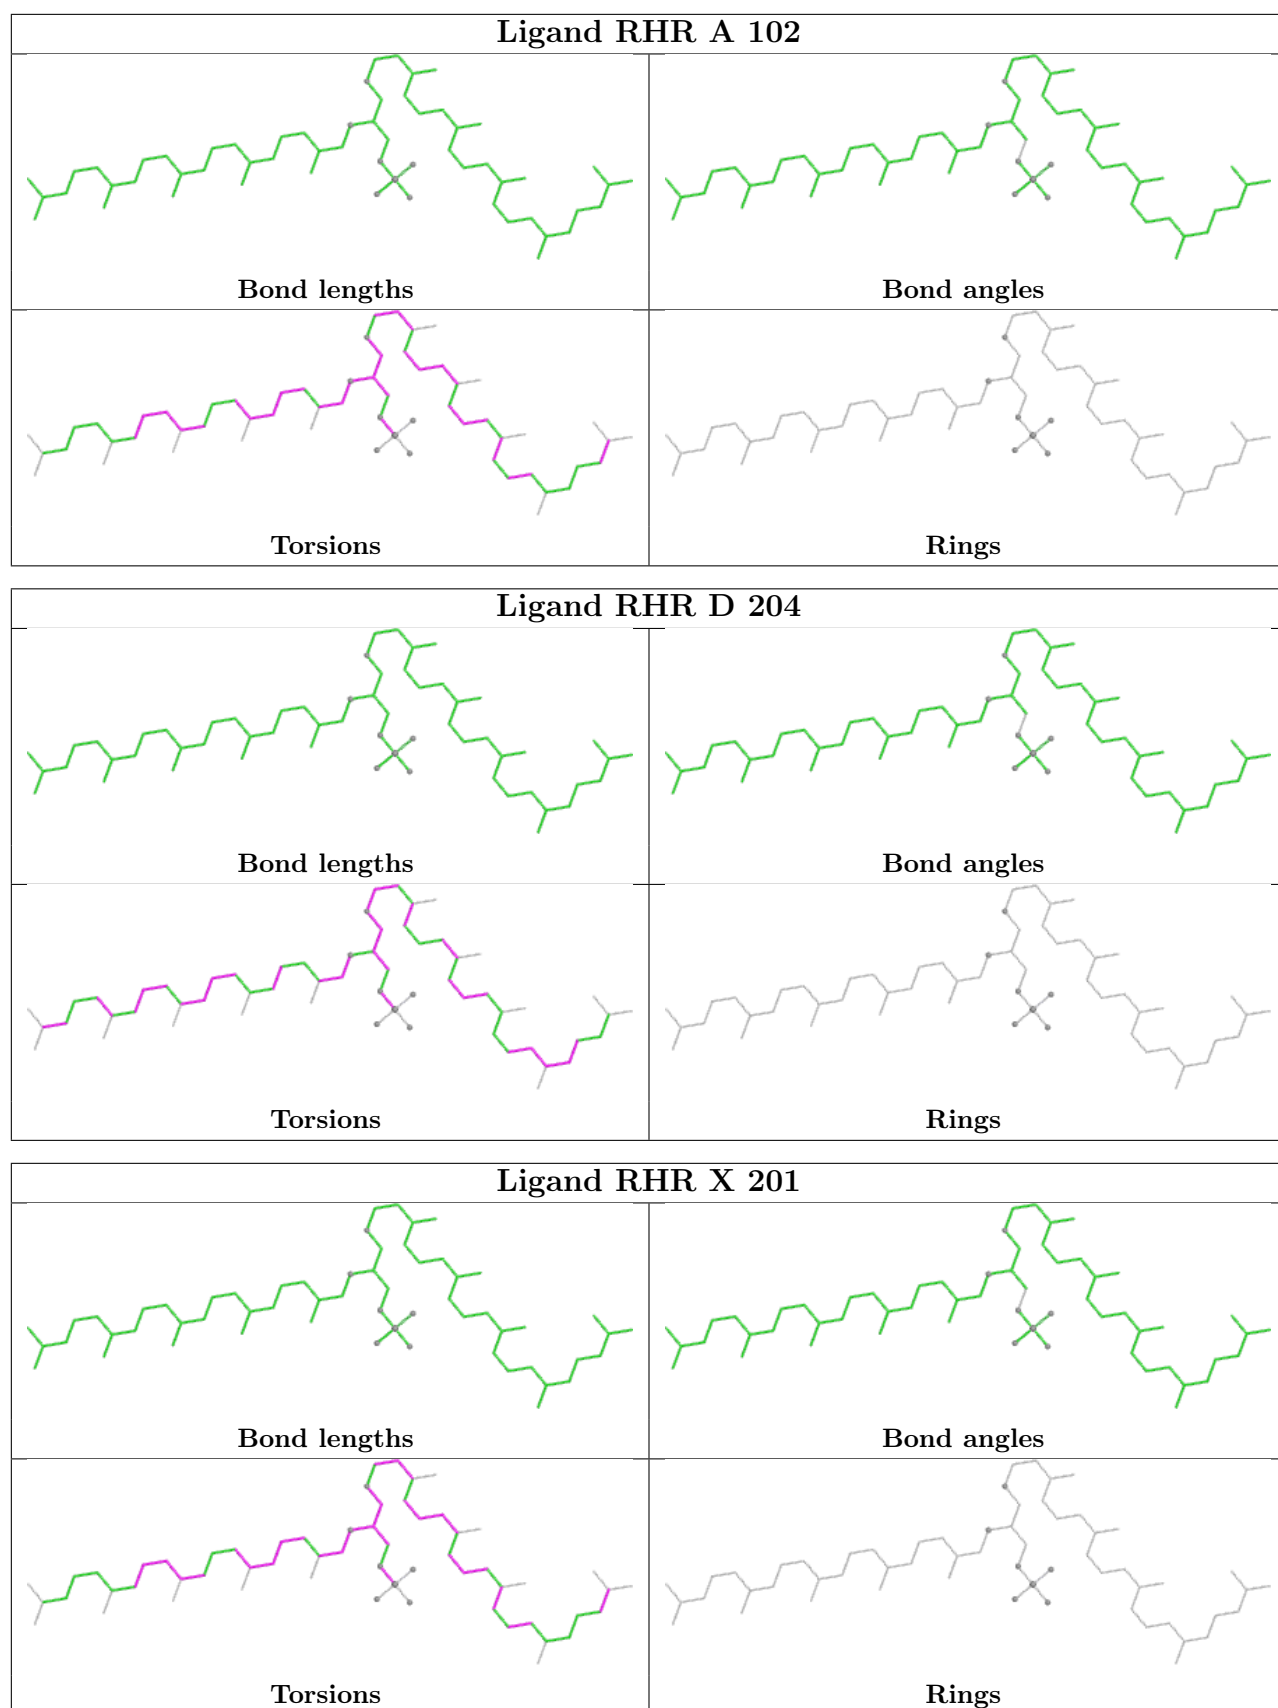 Ligand RHR A 102
Bond lengths
Bond angles
Torsions
Rings
Ligand RHR D 204
Bond lengths
Bond angles
Torsions
Rings
Ligand RHR X 201
Bond lengths
Bond angles
Torsions
Rings